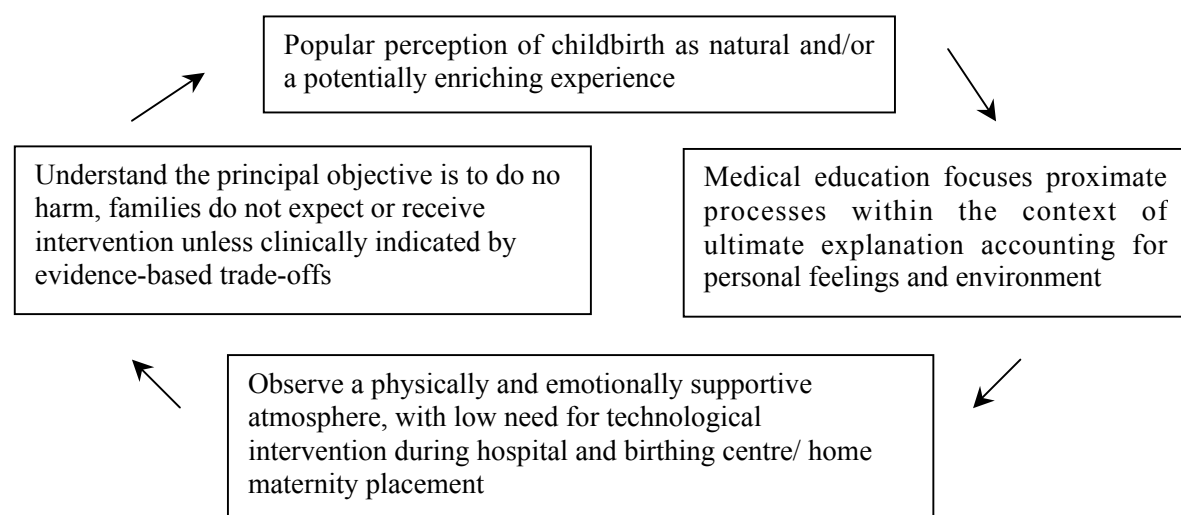 Popular perception of childbirth as natural and/or
a potentially enriching experience
Understand the principal objective is to do no
harm, families do not expect or receive
intervention unless clinically indicated by
evidence-based trade-offs
Medical education focuses proximate
processes within the context of
ultimate explanation accounting for
personal feelings and environment
Observe a physically and emotionally supportive
atmosphere, with low need for technological
intervention during hospital and birthing centre/ home
maternity placement